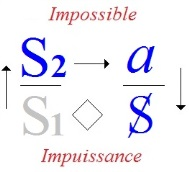 Impossible
S2 → a
S1 ◇ $
Impuissance